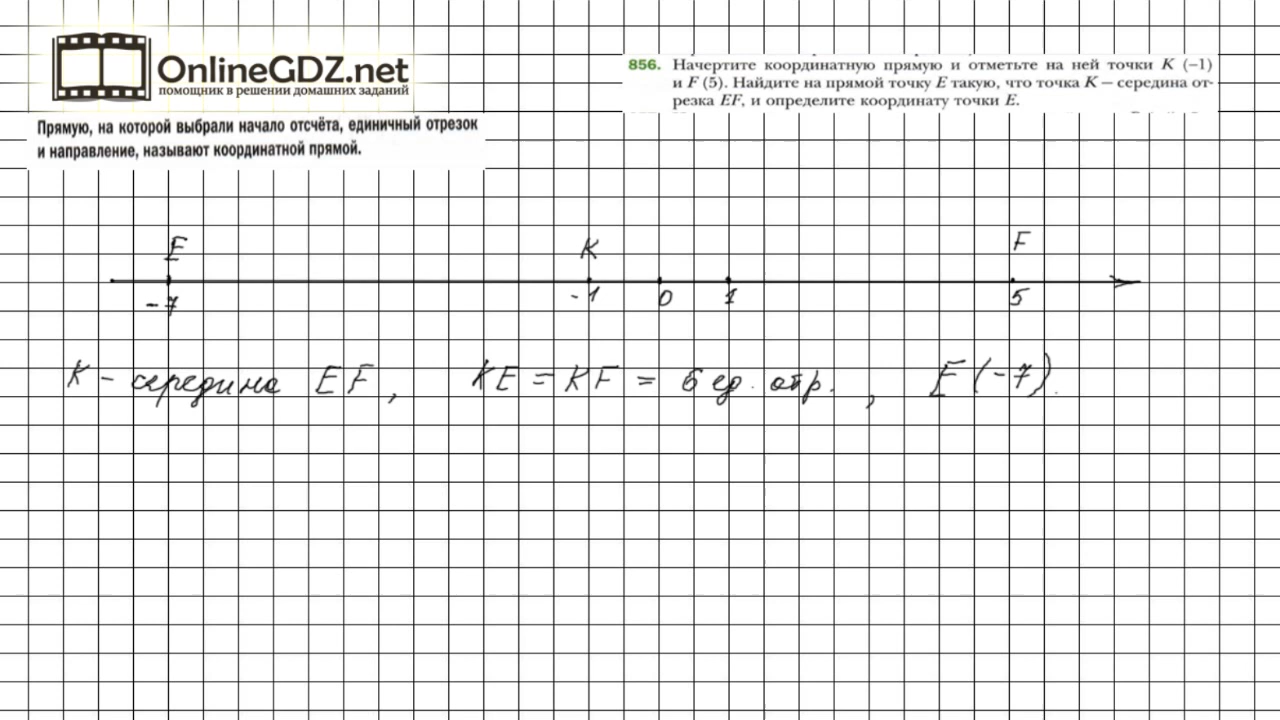 OnlineGDZ.net
помощник в решении домашних заданий
Прямую, на которой выбрали начало отсчёта, единичный отрезок
и направление, называют координатной прямой.
856. Начертите координатную прямую и отметьте на ней точки K (−1)
и F (5). Найдите на прямой точку E такую, что точка K — середина от-
резка EF, и определите координату точки E.
E K F
-7 -1 0 1 5
K - середина EF, KE = KF = 6 ед. отр., E(-7).